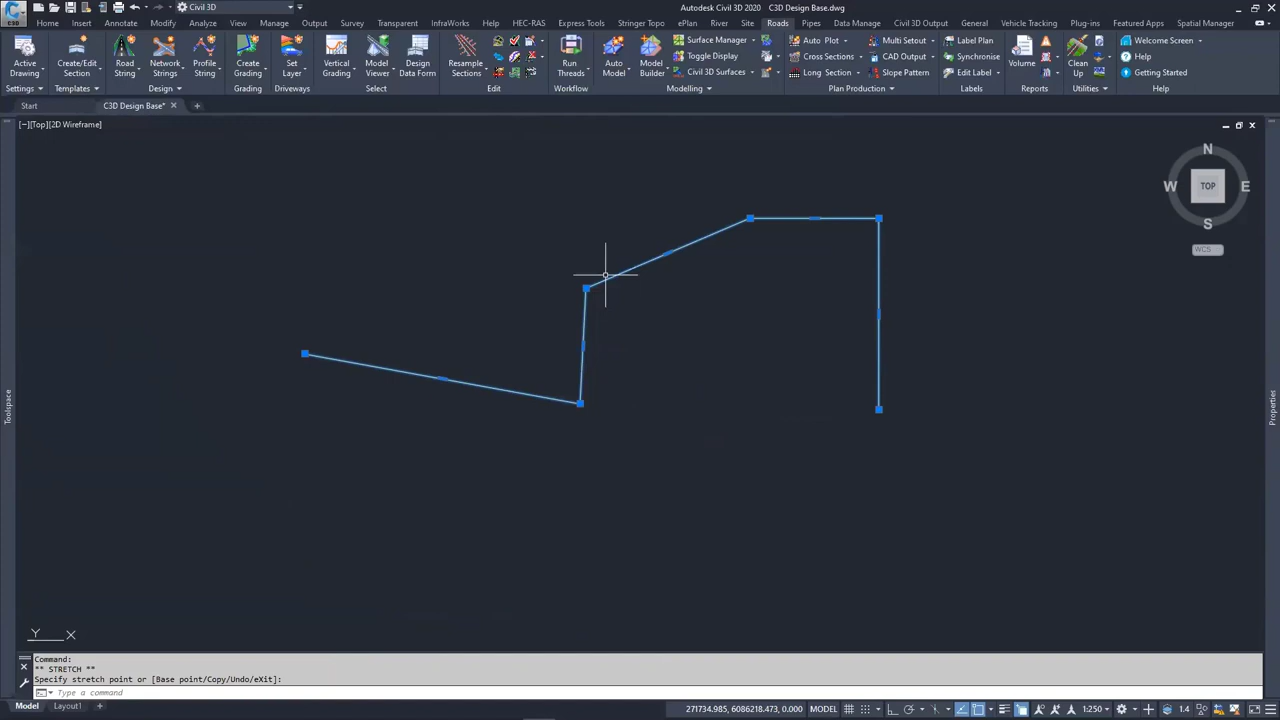 C3D
Civil 3D
Autodesk Civil 3D 2020 C3D Design Base.dwg
Home Insert Annotate Modify Analyze View Manage Output Survey Transparent InfraWorks Help HEC-RAS Express Tools Stringer Topo ePlan River Site Roads Pipes Data Manage Civil 3D Output General Vehicle Tracking Plug-ins Featured Apps Spatial Manager
Active Drawing
Create/Edit Section
Road String
Network Strings
Profile String
Create Grading
Set Layer
Vertical Grading
Model Viewer
Design Data Form
Resample Sections
Run Threads
Auto Model
Model Builder
Surface Manager
Toggle Display
Civil 3D Surfaces
Auto Plot
Cross Sections
Long Section
Multi Setout
CAD Output
Slope Pattern
Label Plan
Synchronise
Edit Label
Volume
Clean Up
Welcome Screen
Help
Getting Started
Settings Templates Design Grading Driveways Select Edit Workflow Modelling Plan Production Labels Reports Utilities Help
Start C3D Design Base*
[−][Top][2D Wireframe]
N
W TOP E
S
WCS
Toolspace
Properties
Y
X
Command:
** STRETCH **
Specify stretch point or [Base point/Copy/Undo/eXit]:
Type a command
Model Layout1
271734.985, 6086218.473, 0.000 MODEL 1:4 1:250